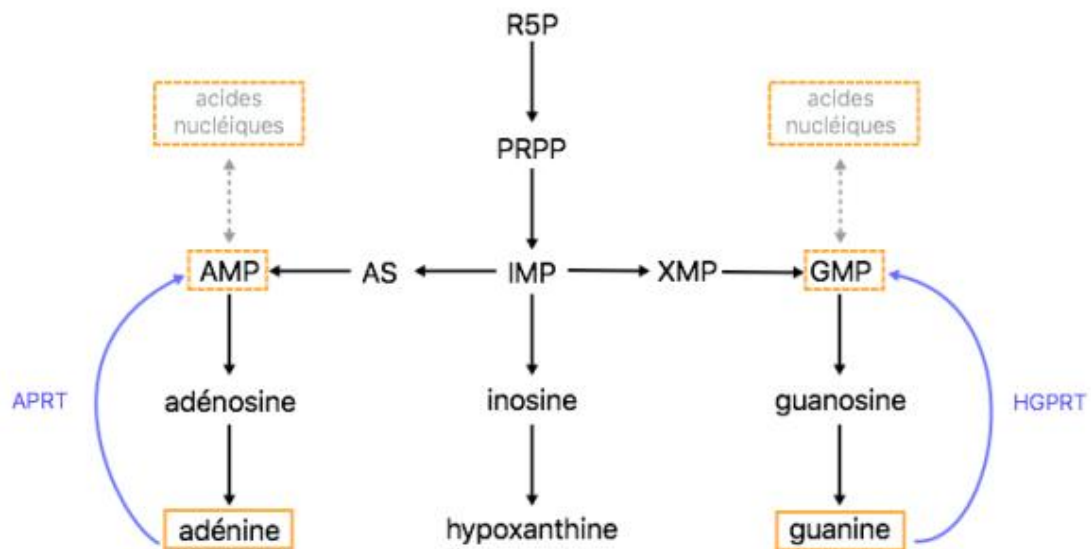 R5P
acides
nucléiques
acides
nucléiques
PRPP
AMP
AS
IMP
XMP
GMP
APRT
adénosine
inosine
guanosine
HGPRT
adénine
hypoxanthine
guanine